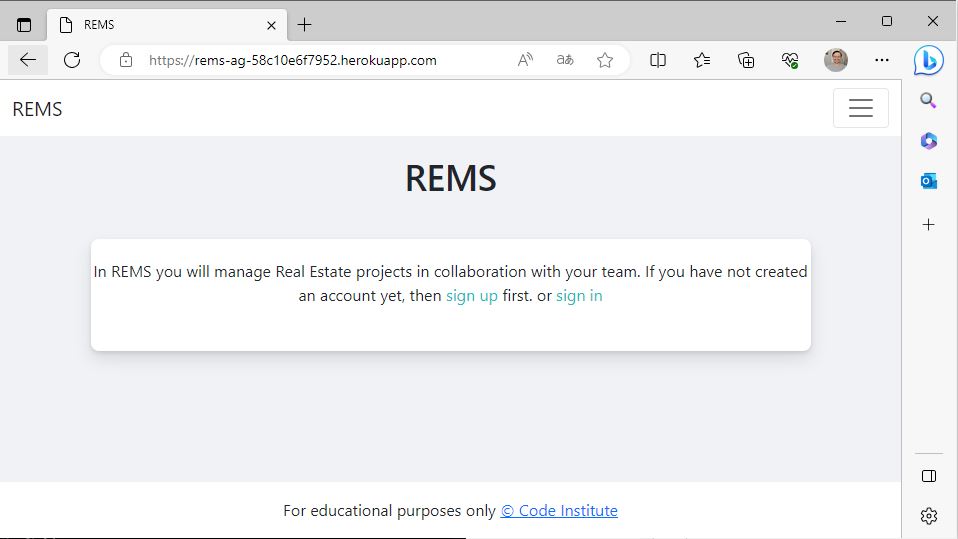 REMS
https://rems-ag-58c10e6f7952.herokuapp.com
REMS
REMS
In REMS you will manage Real Estate projects in collaboration with your team. If you have not created
an account yet, then sign up first. or sign in
For educational purposes only © Code Institute